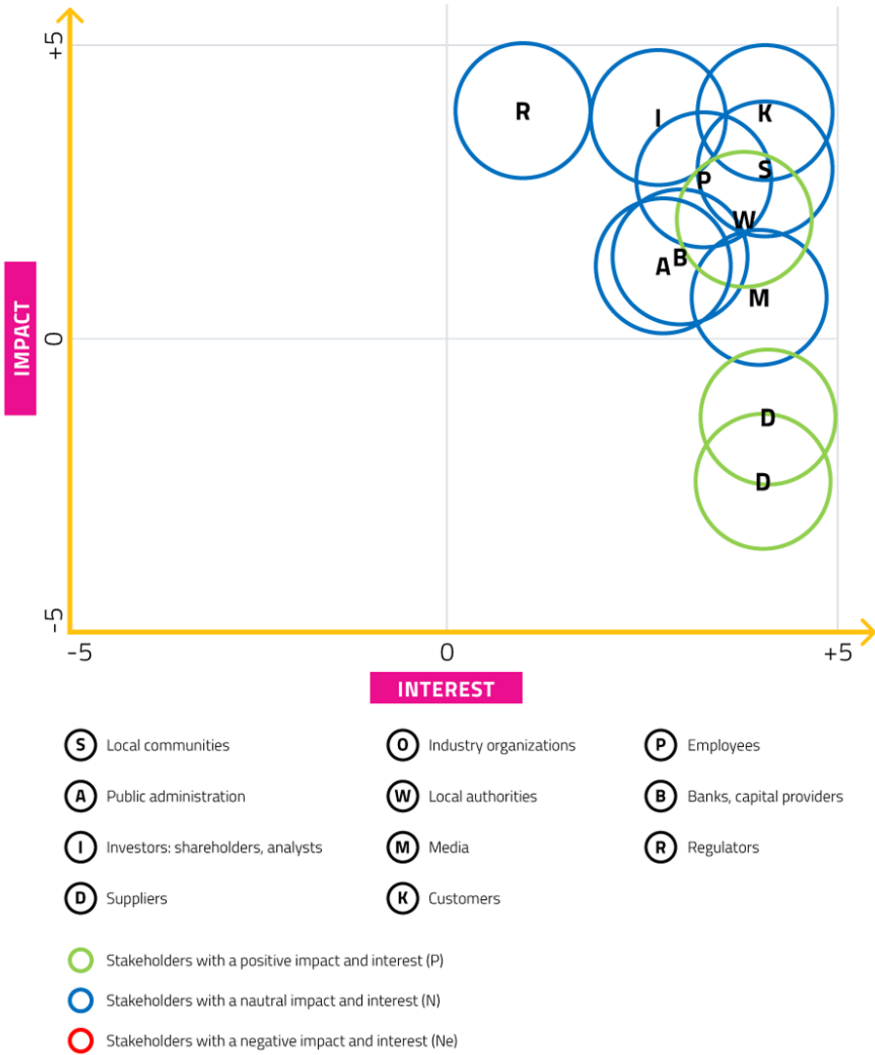 +5
R
I
K
P
S
W
A
B
M
IMPACT
0
D
D
-5
-5
0
+5
INTEREST
S Local communities
O Industry organizations
P Employees
A Public administration
W Local authorities
B Banks, capital providers
I Investors: shareholders, analysts
M Media
R Regulators
D Suppliers
K Customers
Stakeholders with a positive impact and interest (P)
Stakeholders with a nautral impact and interest (N)
Stakeholders with a negative impact and interest (Ne)